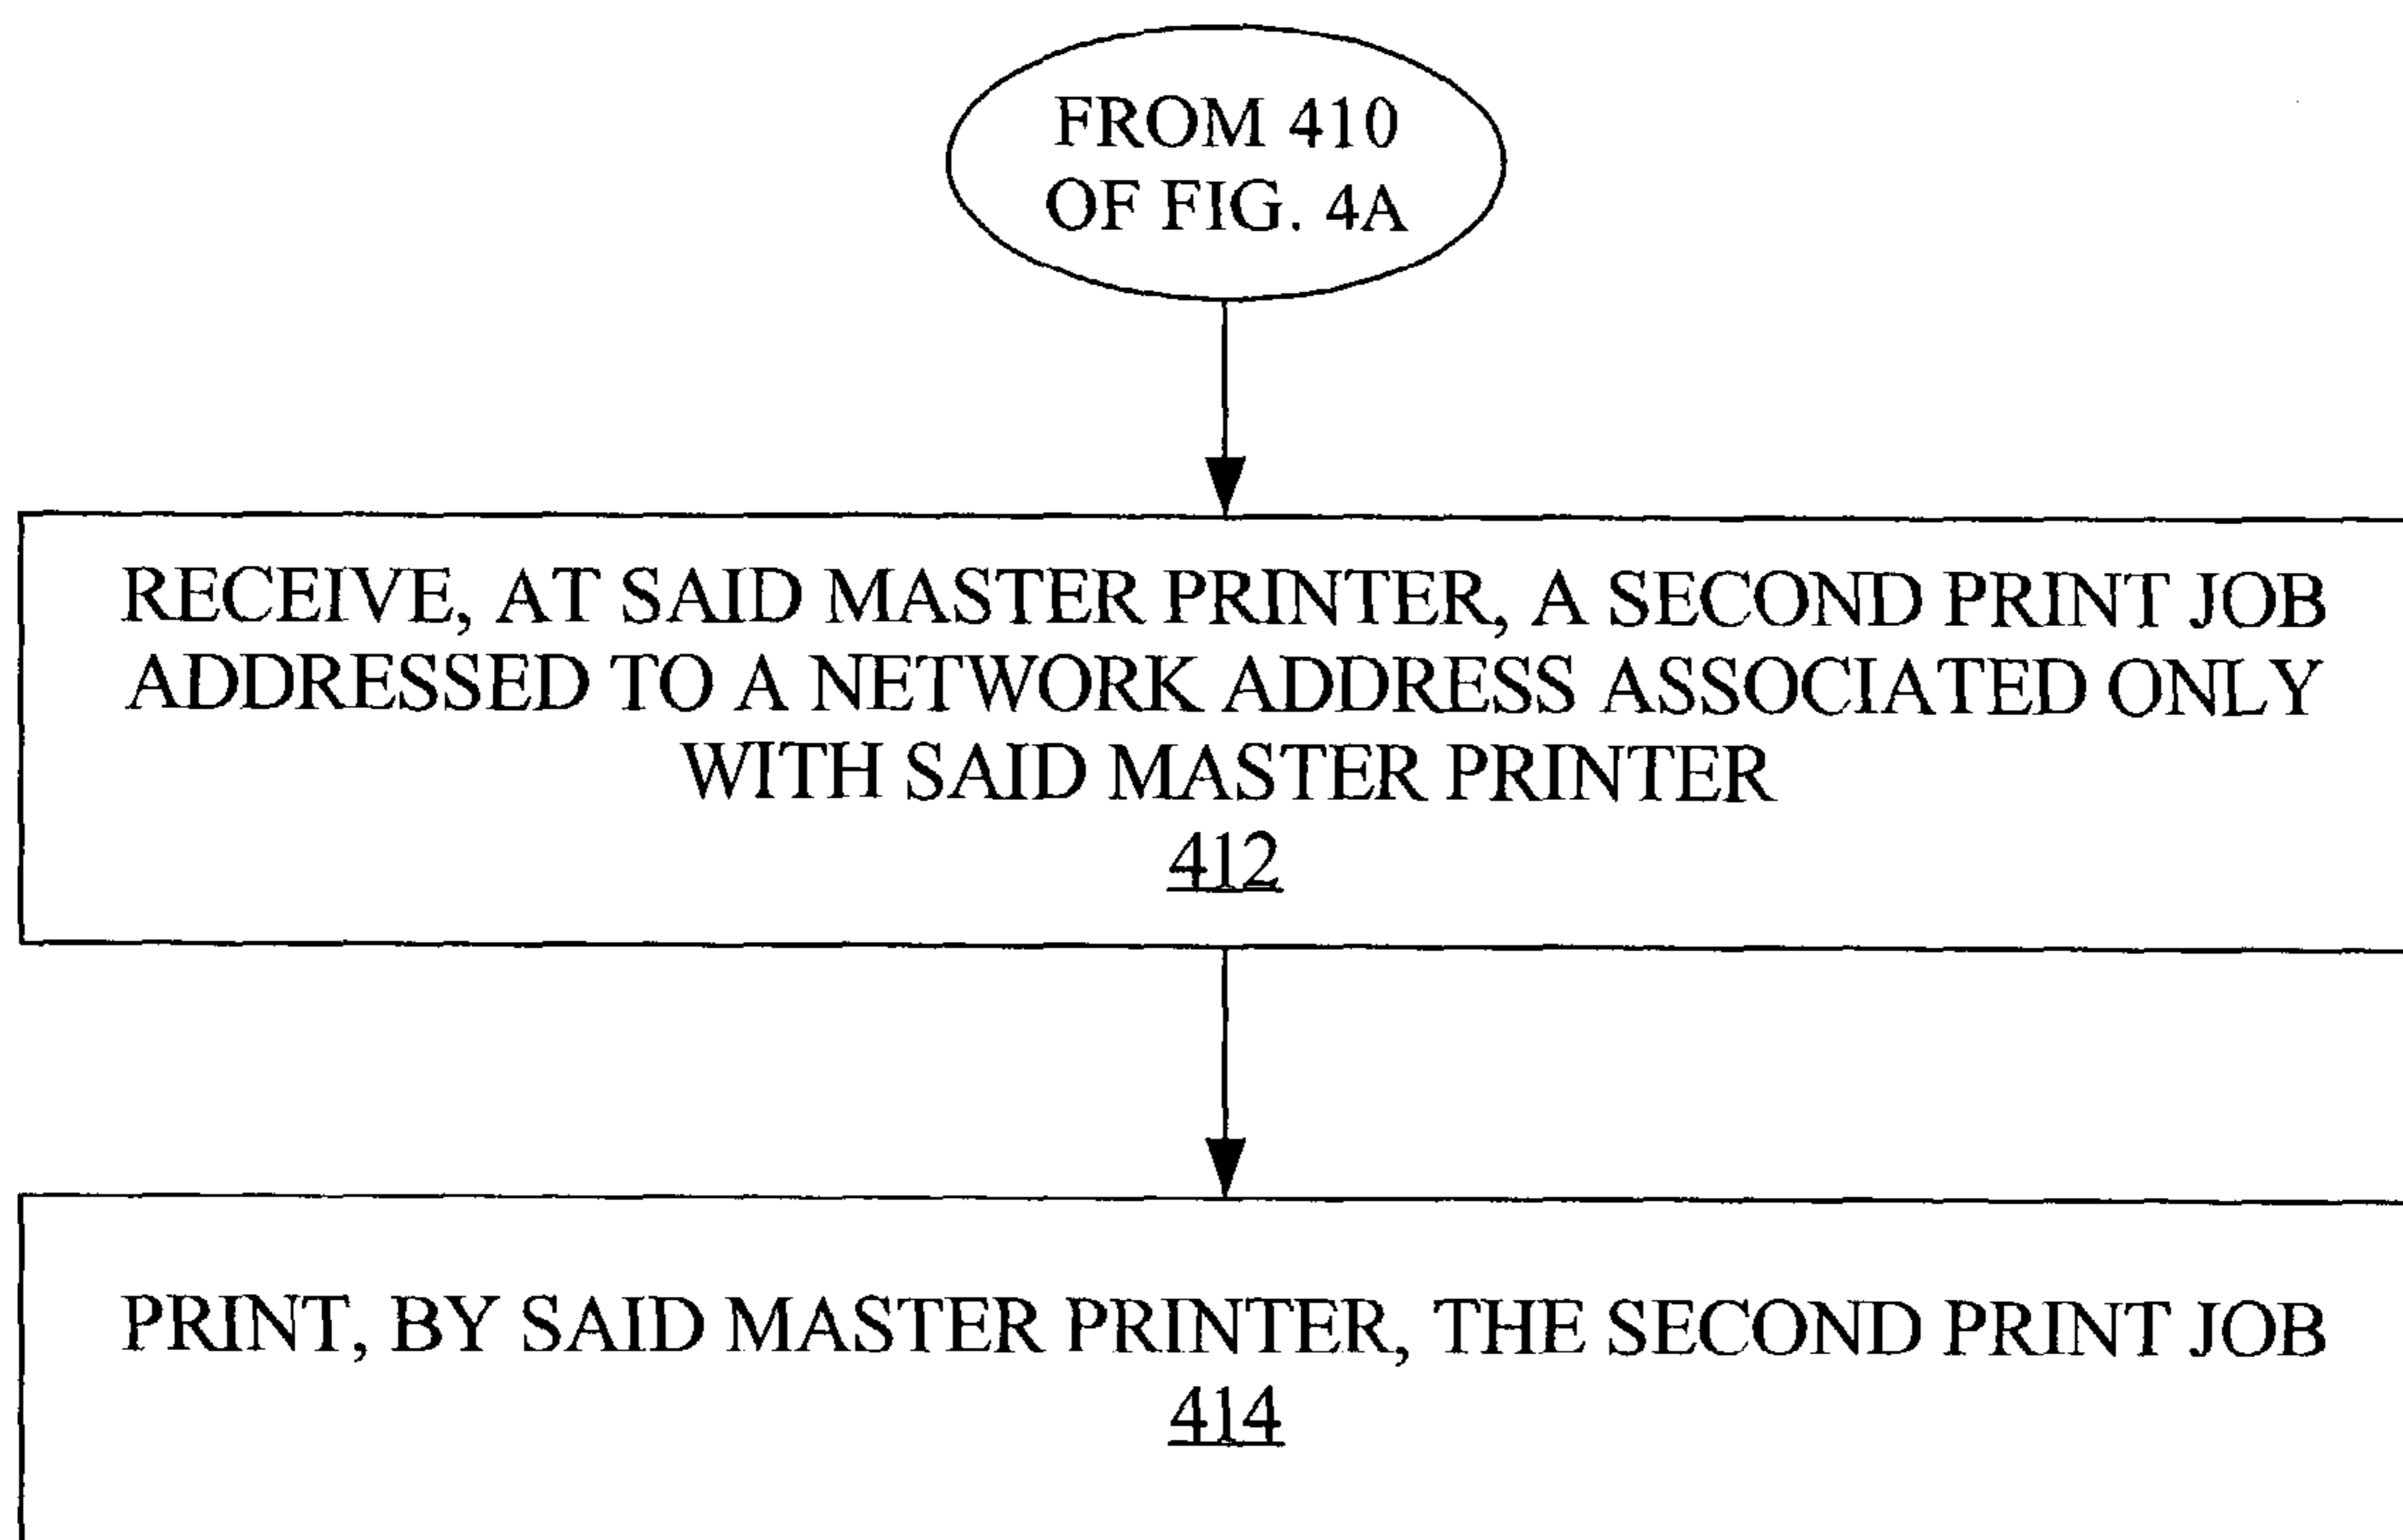 FROM 410
OF FIG. 4A
RECEIVE, AT SAID MASTER PRINTER, A SECOND PRINT JOB
ADDRESSED TO A NETWORK ADDRESS ASSOCIATED ONLY
WITH SAID MASTER PRINTER
412
PRINT, BY SAID MASTER PRINTER, THE SECOND PRINT JOB
414